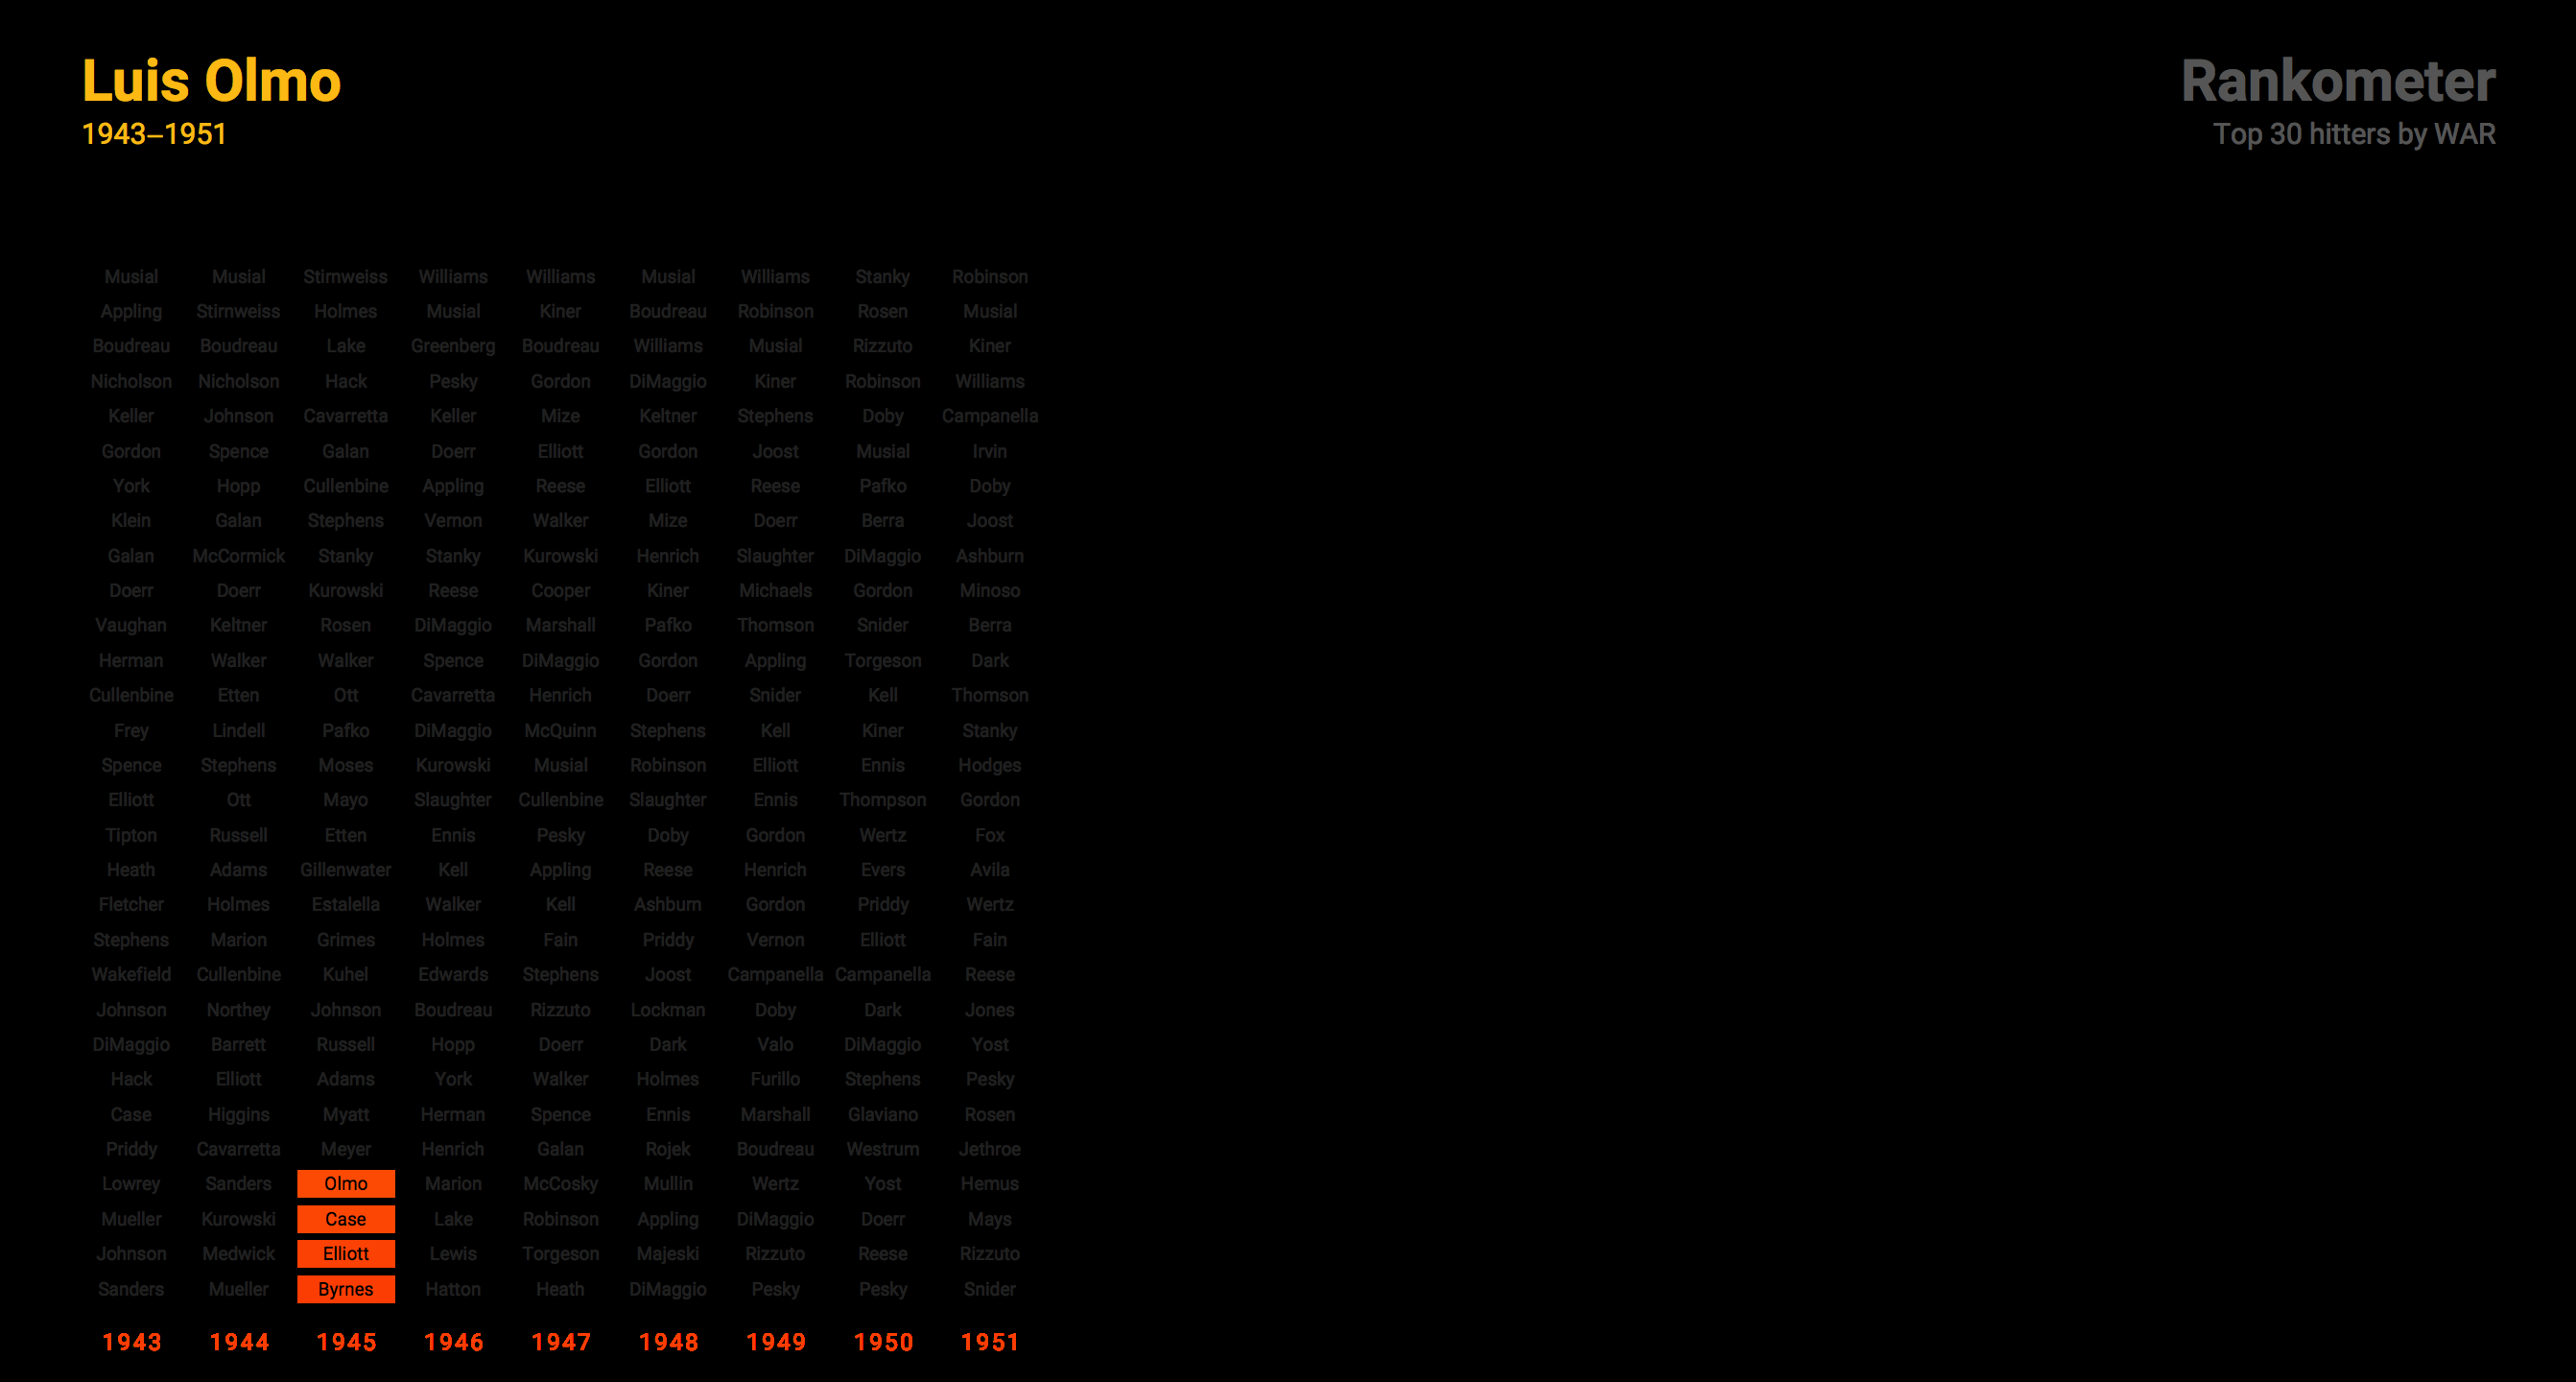 Luis Olmo
1943–1951
Rankometer
Top 30 hitters by WAR
Musial Musial Stirnweiss Williams Williams Musial Williams Stanky Robinson
Appling Stirnweiss Holmes Musial Kiner Boudreau Robinson Rosen Musial
Boudreau Boudreau Lake Greenberg Boudreau Williams Musial Rizzuto Kiner
Nicholson Nicholson Hack Pesky Gordon DiMaggio Kiner Robinson Williams
Keller Johnson Cavarretta Keller Mize Keltner Stephens Doby Campanella
Gordon Spence Galan Doerr Elliott Gordon Joost Musial Irvin
York Hopp Cullenbine Appling Reese Elliott Reese Pafko Doby
Klein Galan Stephens Vernon Walker Mize Doerr Berra Joost
Galan McCormick Stanky Stanky Kurowski Henrich Slaughter DiMaggio Ashburn
Doerr Doerr Kurowski Reese Cooper Kiner Michaels Gordon Minoso
Vaughan Keltner Rosen DiMaggio Marshall Pafko Thomson Snider Berra
Herman Walker Walker Spence DiMaggio Gordon Appling Torgeson Dark
Cullenbine Etten Ott Cavarretta Henrich Doerr Snider Kell Thomson
Frey Lindell Pafko DiMaggio McQuinn Stephens Kell Kiner Stanky
Spence Stephens Moses Kurowski Musial Robinson Elliott Ennis Hodges
Elliott Ott Mayo Slaughter Cullenbine Slaughter Ennis Thompson Gordon
Tipton Russell Etten Ennis Pesky Doby Gordon Wertz Fox
Heath Adams Gillenwater Kell Appling Reese Henrich Evers Avila
Fletcher Holmes Estalella Walker Kell Ashburn Gordon Priddy Wertz
Stephens Marion Grimes Holmes Fain Priddy Vernon Elliott Fain
Wakefield Cullenbine Kuhel Edwards Stephens Joost Campanella Campanella Reese
Johnson Northey Johnson Boudreau Rizzuto Lockman Doby Dark Jones
DiMaggio Barrett Russell Hopp Doerr Dark Valo DiMaggio Yost
Hack Elliott Adams York Walker Holmes Furillo Stephens Pesky
Case Higgins Myatt Herman Spence Ennis Marshall Glaviano Rosen
Priddy Cavarretta Meyer Henrich Galan Rojek Boudreau Westrum Jethroe
Lowrey Sanders Olmo Marion McCosky Mullin Wertz Yost Hemus
Mueller Kurowski Case Lake Robinson Appling DiMaggio Doerr Mays
Johnson Medwick Elliott Lewis Torgeson Majeski Rizzuto Reese Rizzuto
Sanders Mueller Byrnes Hatton Heath DiMaggio Pesky Pesky Snider
1943 1944 1945 1946 1947 1948 1949 1950 1951